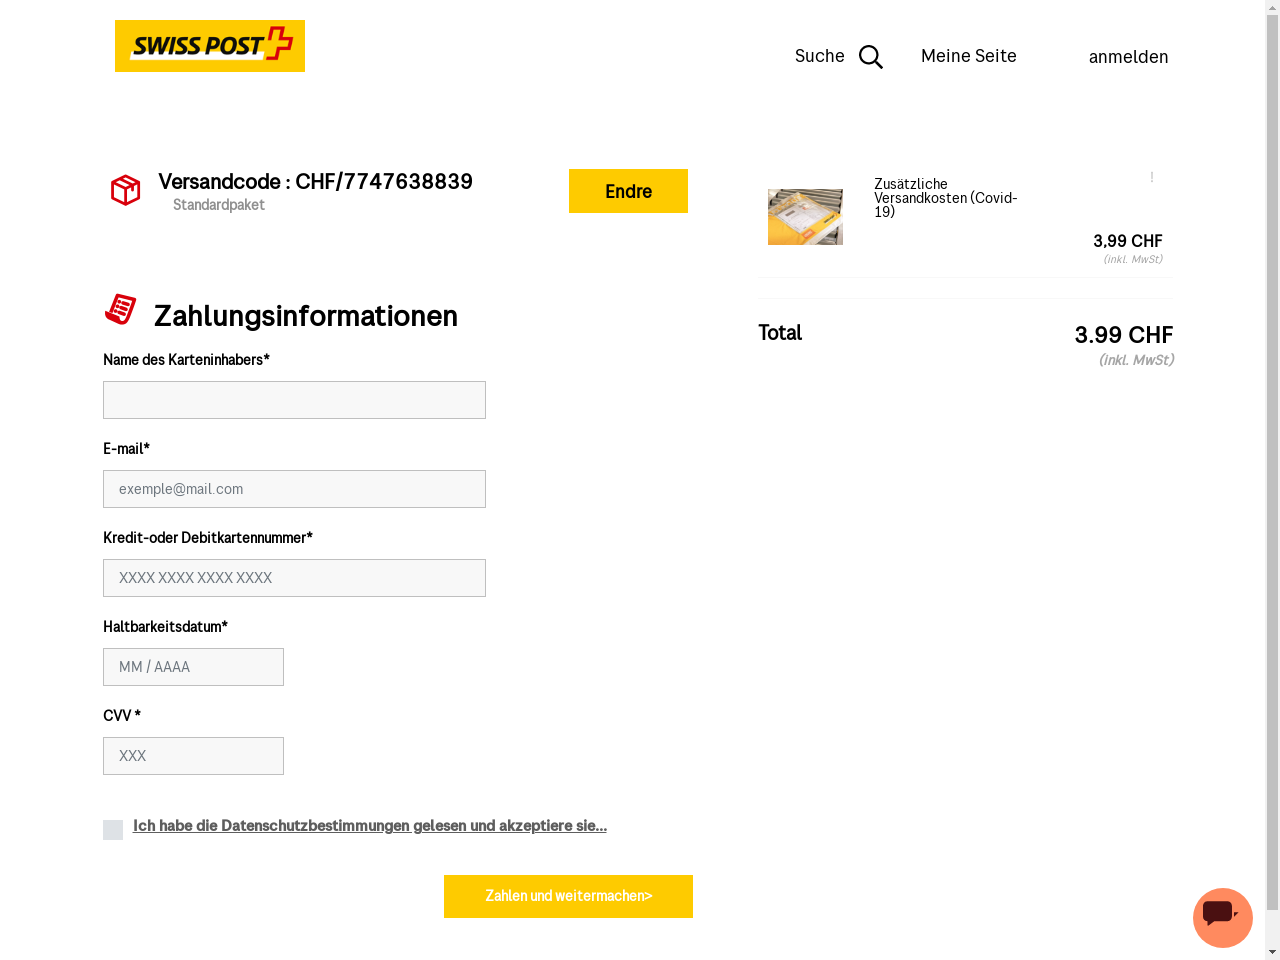 SWISS POST
Suche
Meine Seite
anmelden
Versandcode : CHF/7747638839
Standardpaket
Endre
Zusätzliche
Versandkosten (Covid-
19)
3,99 CHF
(inkl. MwSt)
Total
3.99 CHF
(inkl. MwSt)
Zahlungsinformationen
Name des Karteninhabers*
E-mail*
exemple@mail.com
Kredit-oder Debitkartennummer*
XXXX XXXX XXXX XXXX
Haltbarkeitsdatum*
MM / AAAA
CVV *
XXX
Ich habe die Datenschutzbestimmungen gelesen und akzeptiere sie...
Zahlen und weitermachen>